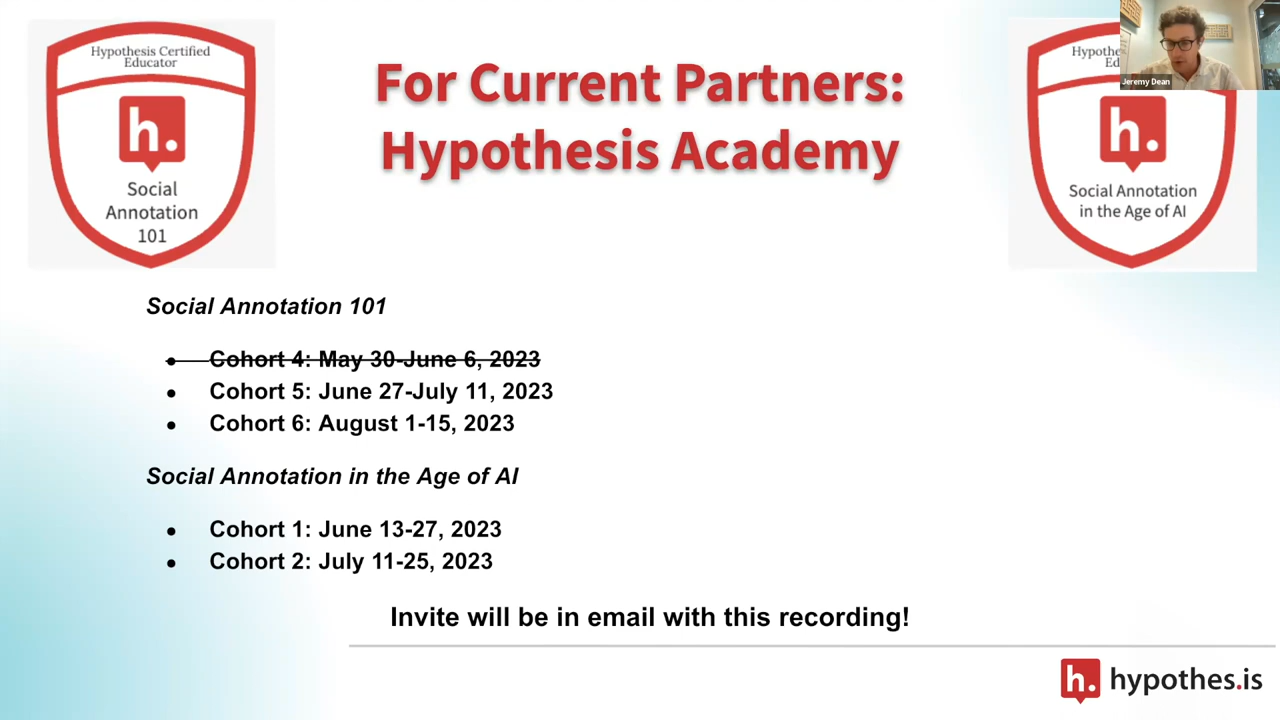 Hypothesis Certified
Educator
h.
Social
Annotation
101
For Current Partners:
Hypothesis Academy
Jeremy Dean
h.
Social Annotation
in the Age of AI
Social Annotation 101
• Cohort 4: May 30-June 6, 2023
• Cohort 5: June 27-July 11, 2023
• Cohort 6: August 1-15, 2023
Social Annotation in the Age of AI
• Cohort 1: June 13-27, 2023
• Cohort 2: July 11-25, 2023
Invite will be in email with this recording!
h. hypothes.is